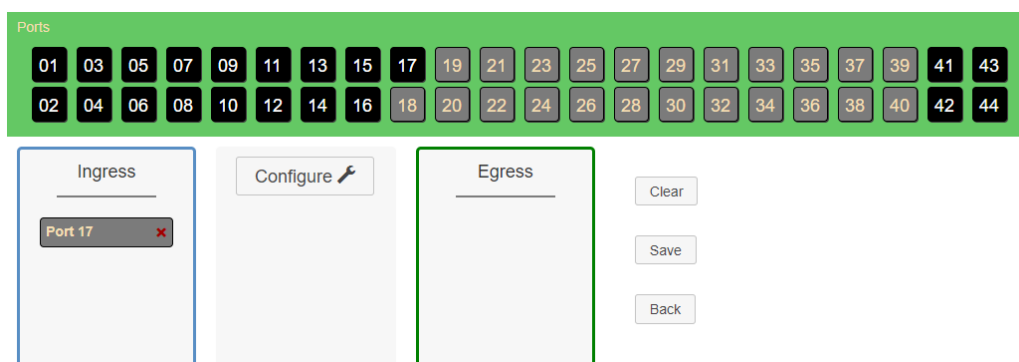 Ports
01 03 05 07 09 11 13 15 17 19 21 23 25 27 29 31 33 35 37 39 41 43
02 04 06 08 10 12 14 16 18 20 22 24 26 28 30 32 34 36 38 40 42 44
Ingress
Port 17
Configure
Egress
Clear
Save
Back